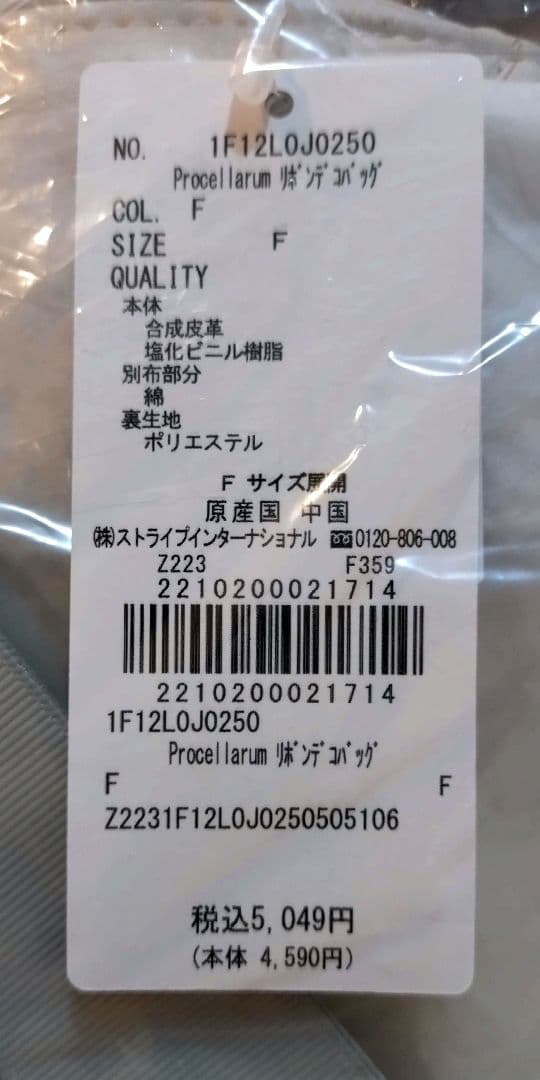 NO. 1F12L0J0250
Procellarum ﾘﾎﾞﾝﾃﾞｺﾊﾞｯｸﾞ
COL. F
SIZE F
QUALITY
本体
合成皮革
塩化ビニル樹脂
別布部分
綿
裏生地
ポリエステル
F サイズ展開
原産国 中国
㈱ストライプインターナショナル 0120-806-008
Z223 F359
2210200021714
2210200021714
1F12L0J0250
Procellarum ﾘﾎﾞﾝﾃﾞｺﾊﾞｯｸﾞ
F F
Z2231F12L0J0250505106
税込5,049円
(本体 4,590円)